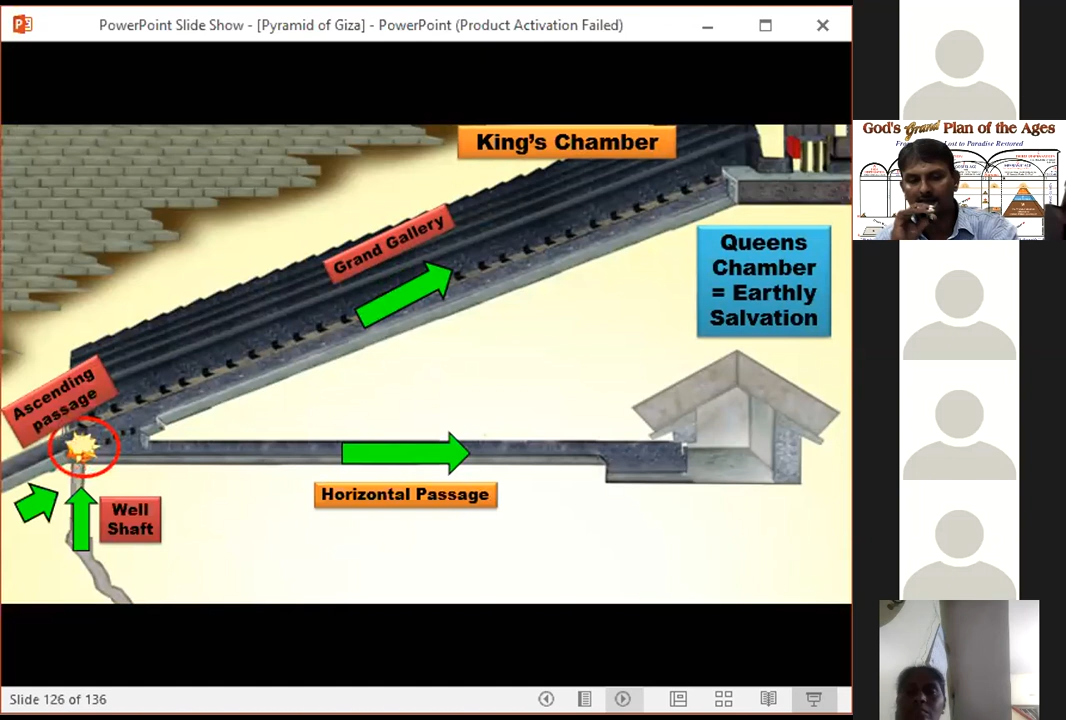 PowerPoint Slide Show - [Pyramid of Giza] - PowerPoint (Product Activation Failed)
King's Chamber
Grand Gallery
Queens
Chamber
= Earthly
Salvation
Ascending
passage
Horizontal Passage
Well
Shaft
Slide 126 of 136
God's Grand Plan of the Ages
Lost to Paradise Restored